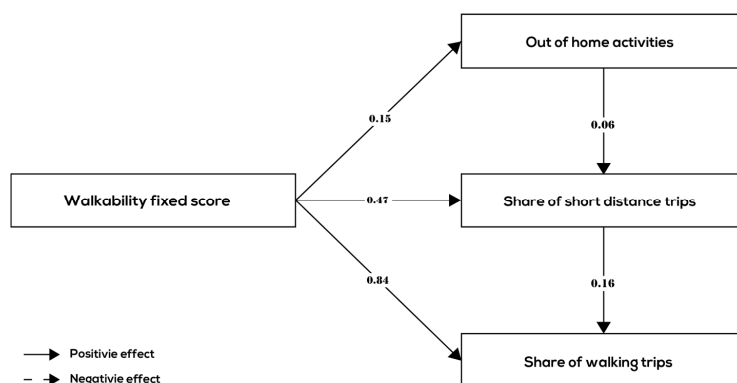 Out of home activities
0.15
0.06
Walkability fixed score
0.47
Share of short distance trips
0.84
0.16
Positivie effect
Share of walking trips
Negativie effect